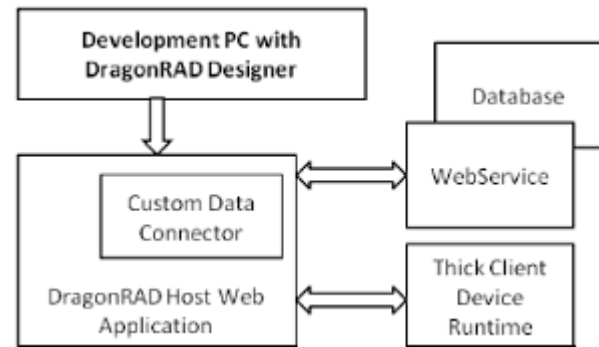 Development PC with
DragonRAD Designer
Database
WebService
Custom Data
Connector
DragonRAD Host Web
Application
Thick Client
Device
Runtime